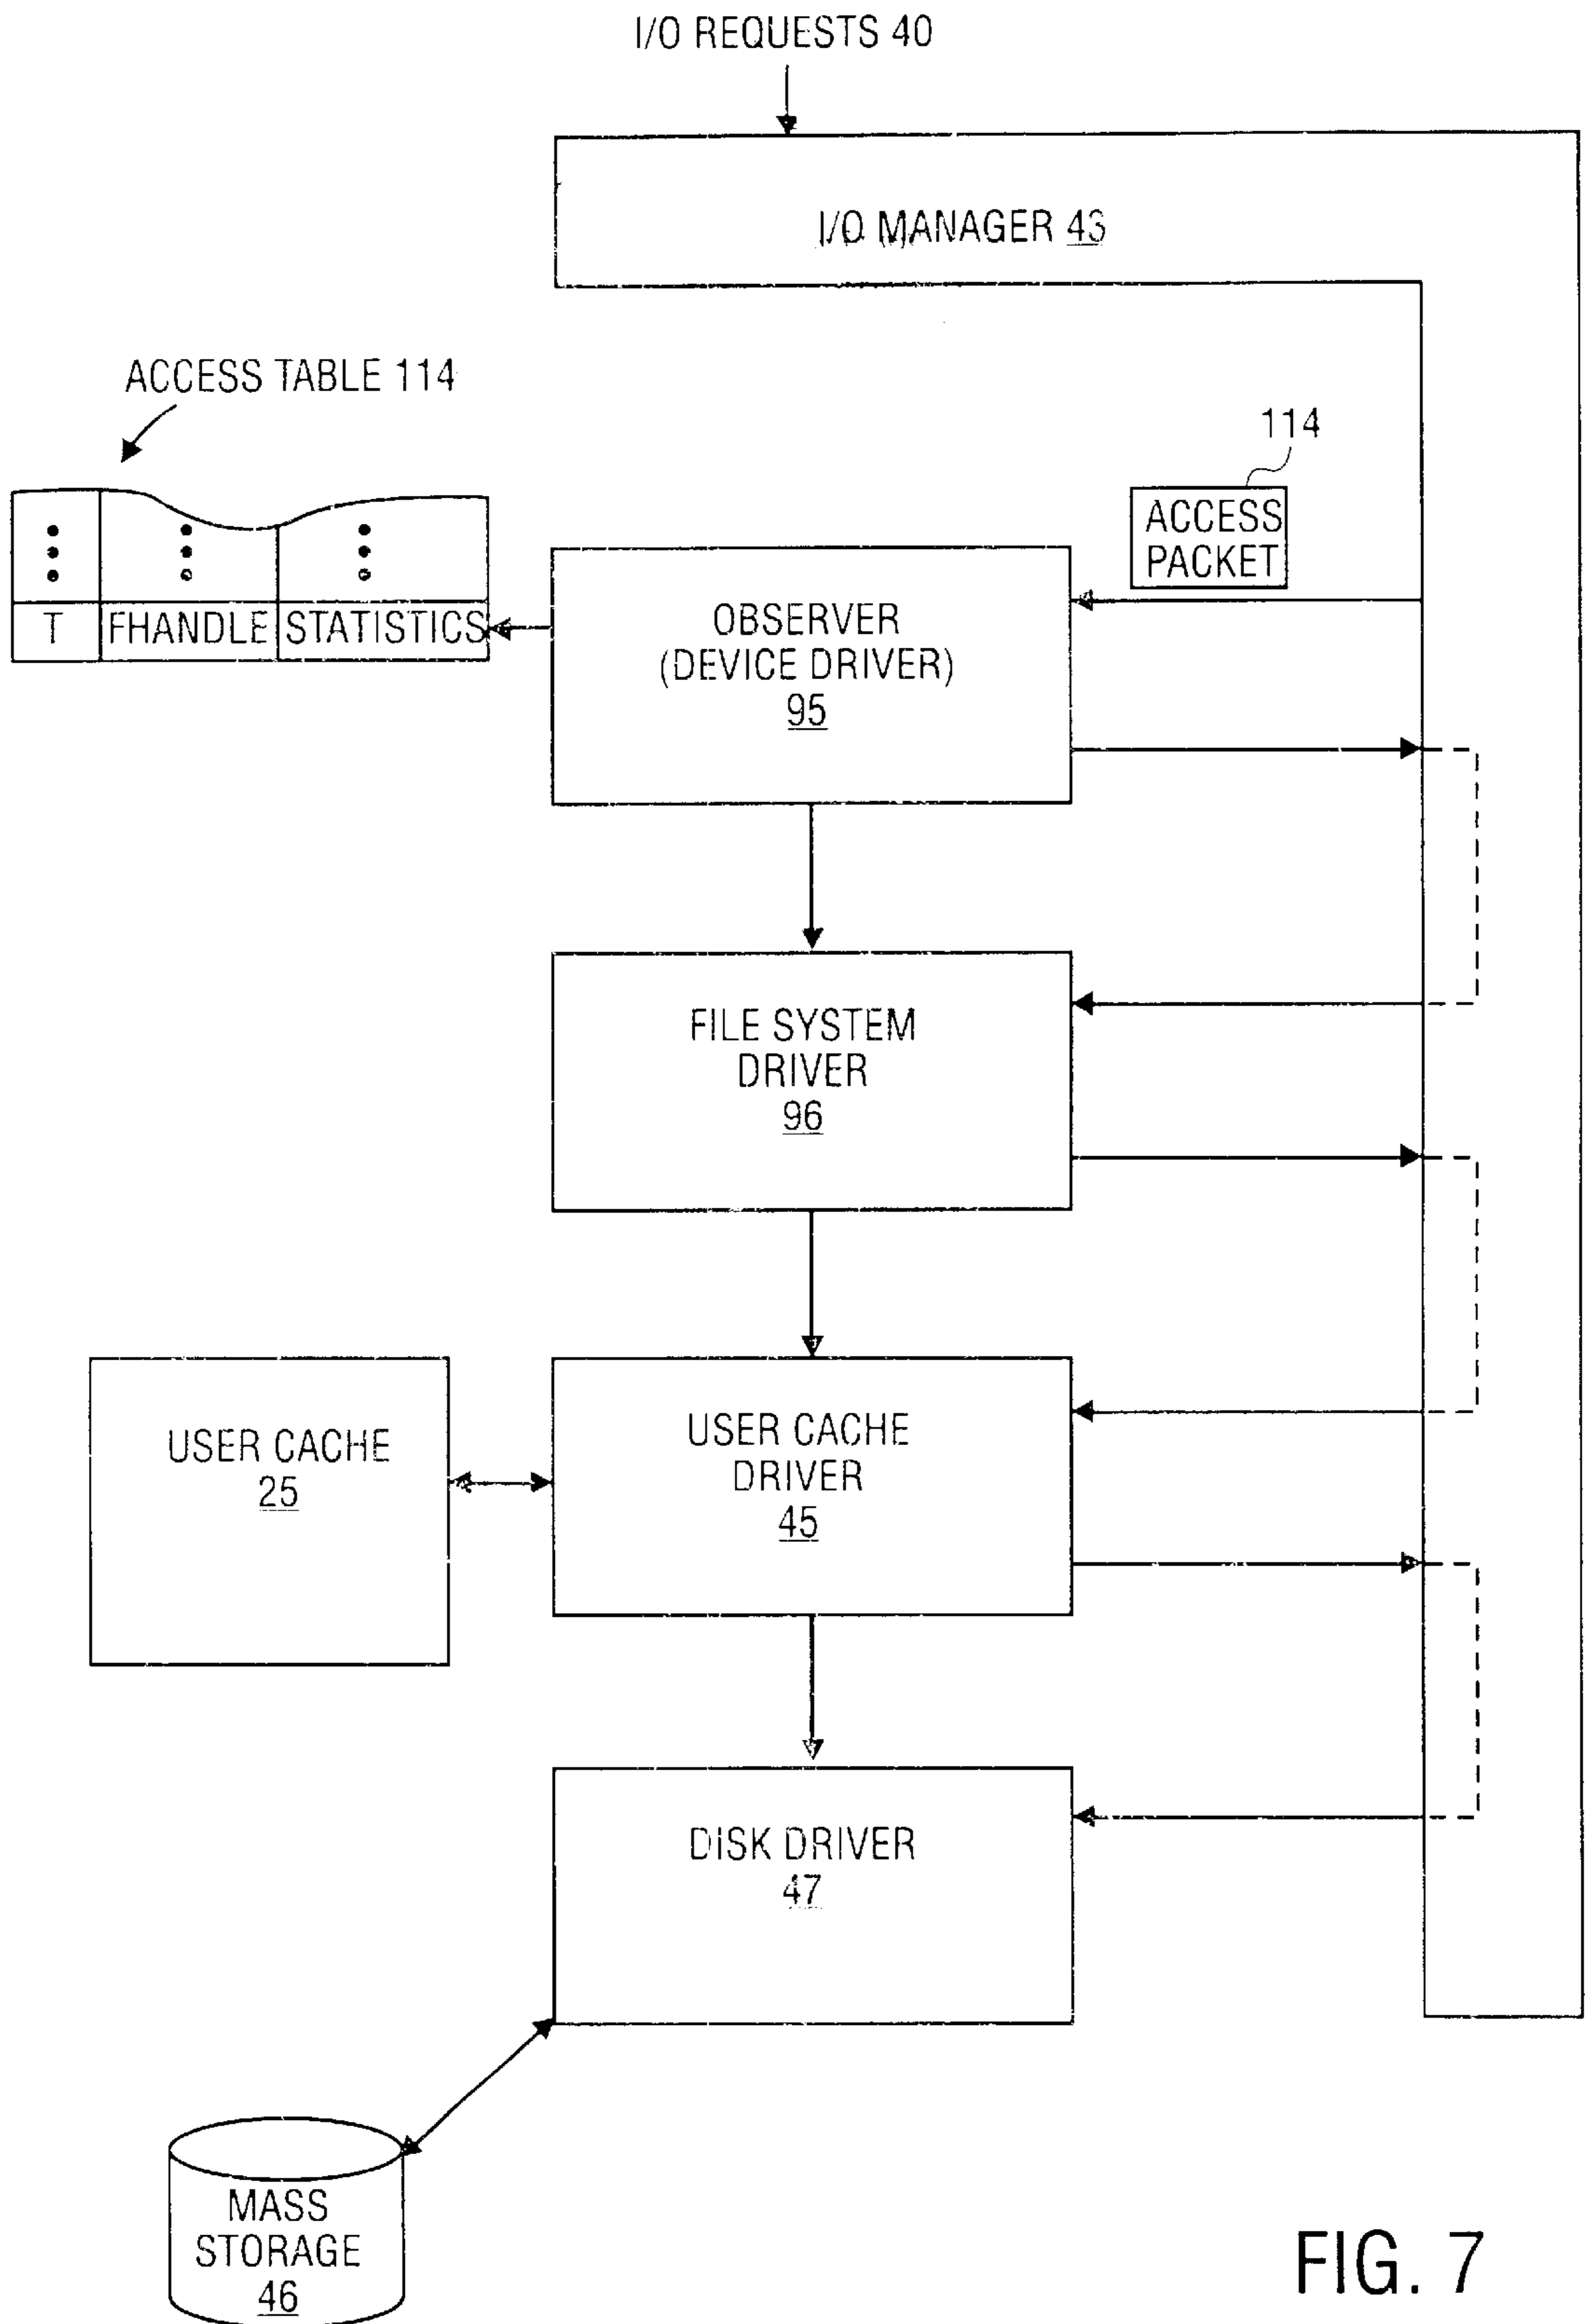 I/O REQUESTS 40
I/O MANAGER 43
ACCESS TABLE 114
114
ACCESS
PACKET
T FHANDLE STATISTICS
OBSERVER
(DEVICE DRIVER)
95
FILE SYSTEM
DRIVER
96
USER CACHE
25
USER CACHE
DRIVER
45
DISK DRIVER
47
MASS
STORAGE
46
FIG. 7